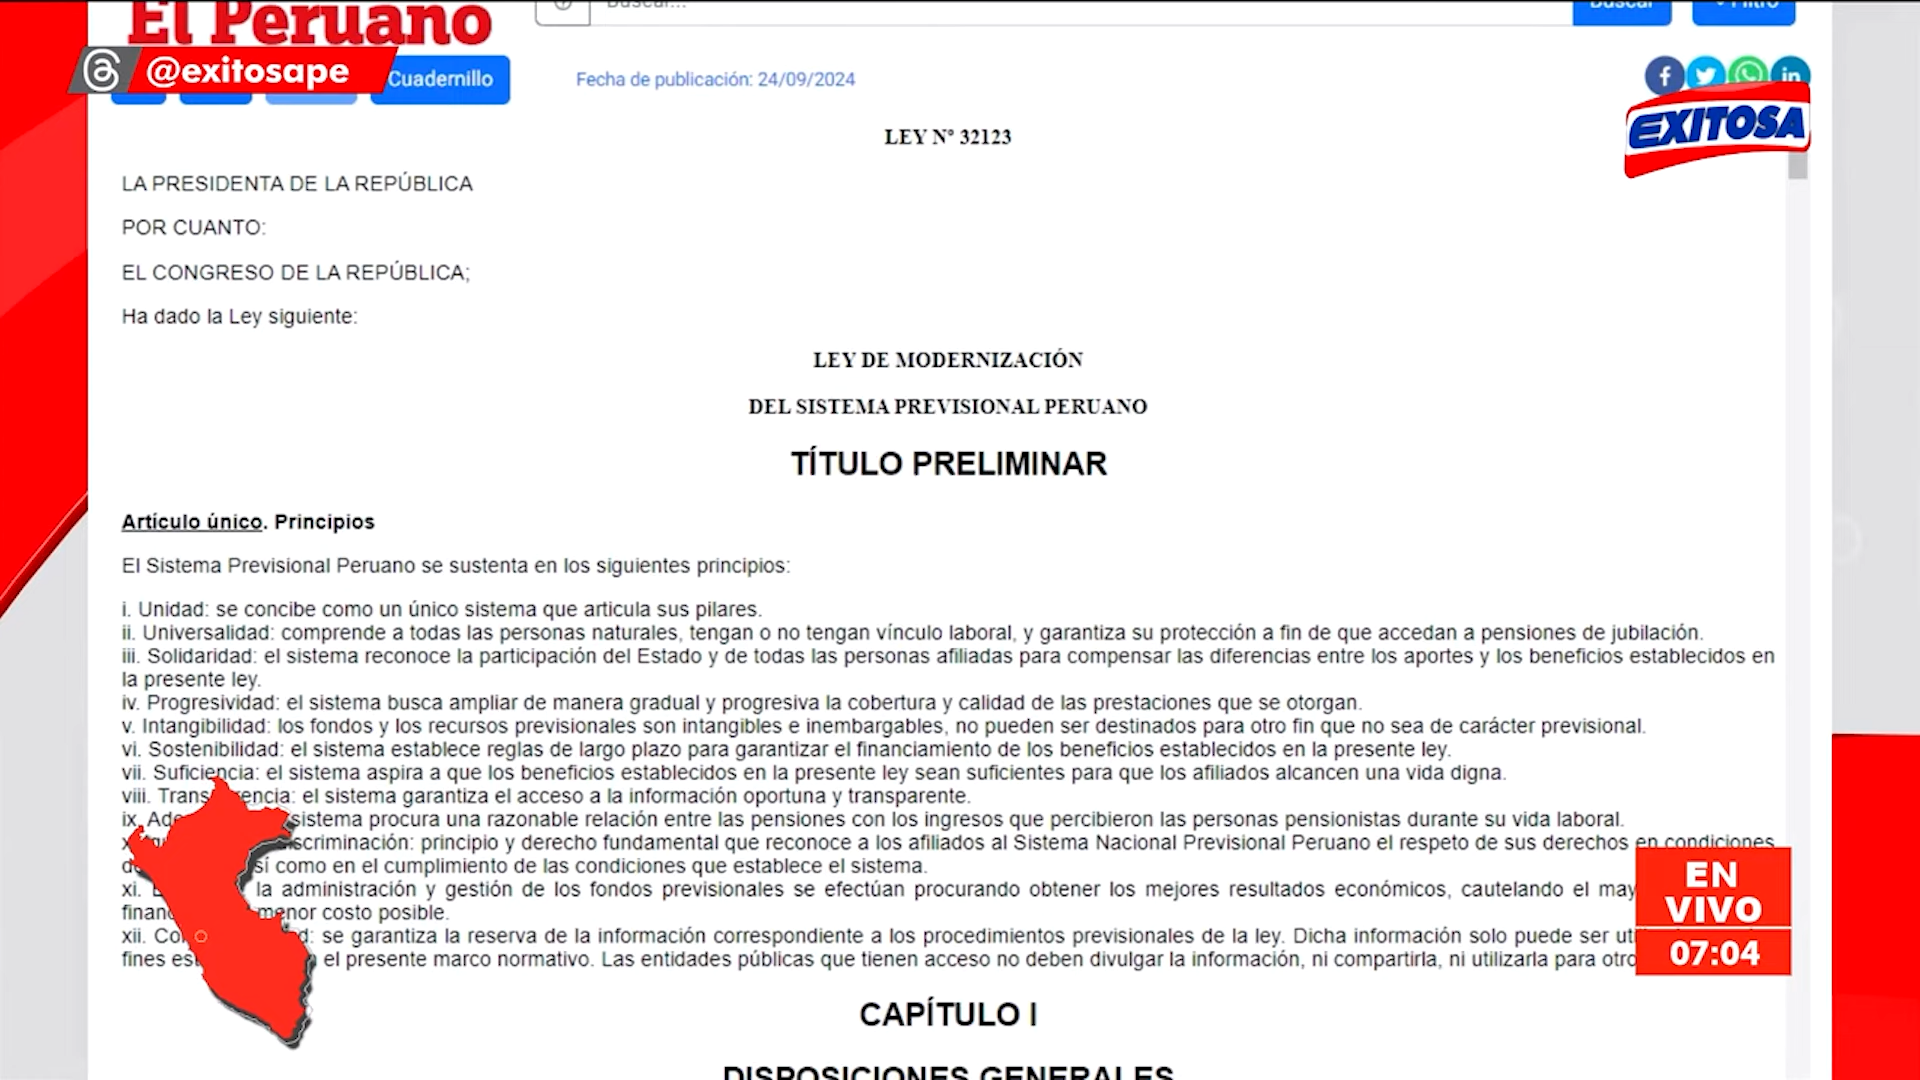 El Peruano
Buscar...
Buscar
Filtro
@exitosape
Cuadernillo
Fecha de publicación: 24/09/2024
EXITOSA
LEY Nº 32123
LA PRESIDENTA DE LA REPÚBLICA
POR CUANTO:
EL CONGRESO DE LA REPÚBLICA;
Ha dado la Ley siguiente:
LEY DE MODERNIZACIÓN
DEL SISTEMA PREVISIONAL PERUANO
TÍTULO PRELIMINAR
Artículo único. Principios
El Sistema Previsional Peruano se sustenta en los siguientes principios:
i. Unidad: se concibe como un único sistema que articula sus pilares.
ii. Universalidad: comprende a todas las personas naturales, tengan o no tengan vínculo laboral, y garantiza su protección a fin de que accedan a pensiones de jubilación.
iii. Solidaridad: el sistema reconoce la participación del Estado y de todas las personas afiliadas para compensar las diferencias entre los aportes y los beneficios establecidos en
la presente ley.
iv. Progresividad: el sistema busca ampliar de manera gradual y progresiva la cobertura y calidad de las prestaciones que se otorgan.
v. Intangibilidad: los fondos y los recursos previsionales son intangibles e inembargables, no pueden ser destinados para otro fin que no sea de carácter previsional.
vi. Sostenibilidad: el sistema establece reglas de largo plazo para garantizar el financiamiento de los beneficios establecidos en la presente ley.
vii. Suficiencia: el sistema aspira a que los beneficios establecidos en la presente ley sean suficientes para que los afiliados alcancen una vida digna.
viii. Transparencia: el sistema garantiza el acceso a la información oportuna y transparente.
ix. sistema procura una razonable relación entre las pensiones con los ingresos que percibieron las personas pensionistas durante su vida laboral.
principio y derecho fundamental que reconoce a los afiliados al Sistema Nacional Previsional Peruano el respeto de sus derechos en condiciones
como en el cumplimiento de las condiciones que establece el sistema.
xi. la administración y gestión de los fondos previsionales se efectúan procurando obtener los mejores resultados económicos, cautelando el
menor costo posible.
xii. se garantiza la reserva de la información correspondiente a los procedimientos previsionales de la ley. Dicha información solo puede ser
fines el presente marco normativo. Las entidades públicas que tienen acceso no deben divulgar la información, ni compartirla, ni utilizarla para
EN
VIVO
07:04
CAPÍTULO I
DISPOSICIONES GENERALES